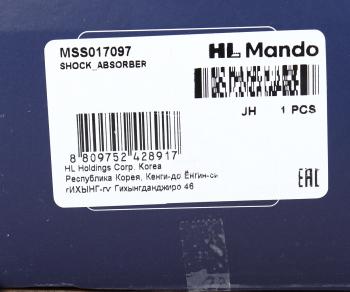 MSS017097
HL Mando
SHOCK_ABSORBER
JH 1 PCS
8 809752 428917
HL Holdings Corp. Korea
Республика Корея, Кенги-до Ёнгин-си
гИХЫНГ-гу Гихынгданджиро 46
EAC